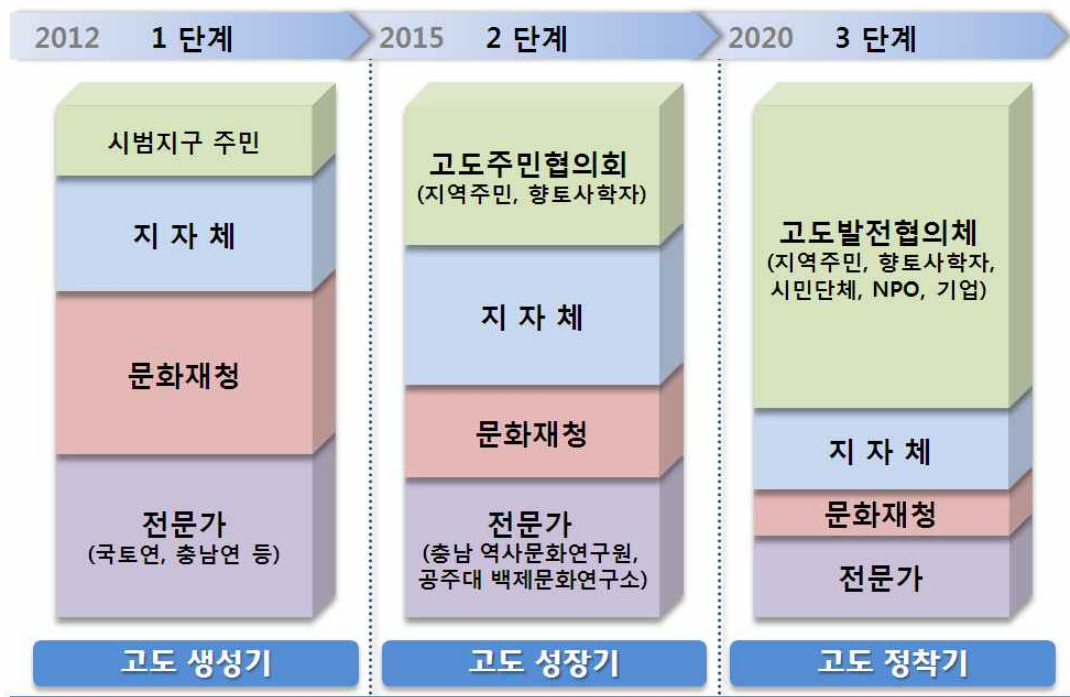 2012 1 단계
2015 2 단계
2020 3 단계
시범지구 주민
지 자 체
문화재청
전문가
(국토연, 충남연 등)
고도 생성기
고도주민협의회
(지역주민, 향토사학자)
지 자 체
문화재청
전문가
(충남 역사문화연구원,
공주대 백제문화연구소)
고도 성장기
고도발전협의체
(지역주민, 향토사학자,
시민단체, NPO, 기업)
지 자 체
문화재청
전문가
고도 정착기